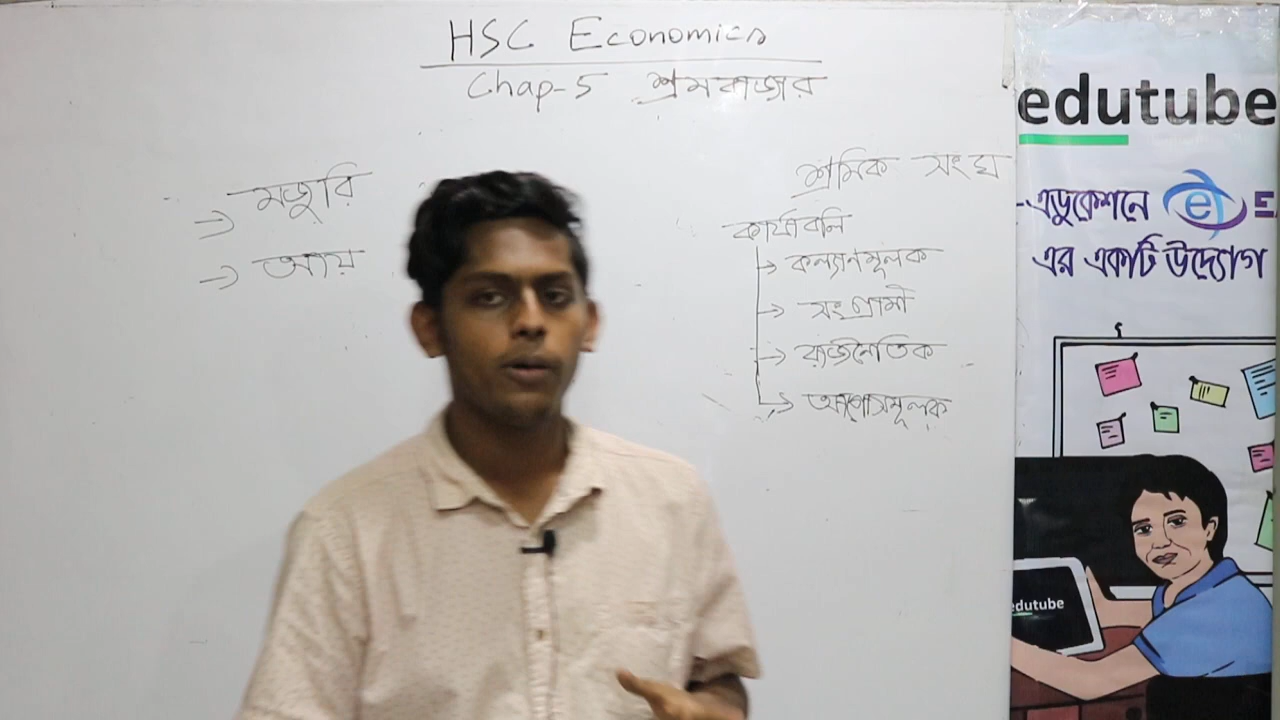 HSC Economics
Chap-5 শ্রমবাজার
→ মজুরি
→ আয়
শ্রমিক সংঘ
কার্যাবলি
→ কল্যাণমূলক
→ সংগ্রামী
→ রাজনৈতিক
→ আপোসমূলক
edutube
এডুকেশনে e E
এর একটি উদ্যোগ
edutube